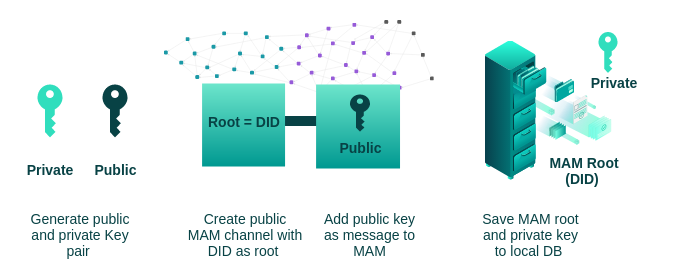 Private
Public
Generate public
and private Key
pair
Root = DID
Public
Create public
MAM channel with
DID as root
Add public key
as message to
MAM
Private
MAM Root
(DID)
Save MAM root
and private key
to local DB